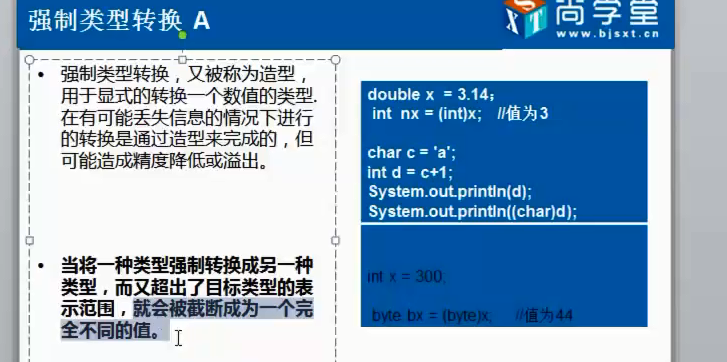 强制类型转换 A
尚学堂
SXT
www.bjsxt.cn
• 强制类型转换，又被称为造型，
用于显式的转换一个数值的类型.
在有可能丢失信息的情况下进行
的转换是通过造型来完成的，但
可能造成精度降低或溢出。
• 当将一种类型强制转换成另一种
类型，而又超出了目标类型的表
示范围，就会被截断成为一个完
全不同的值。
double x = 3.14;
int nx = (int)x; //值为3
char c = 'a';
int d = c+1;
System.out.println(d);
System.out.println((char)d);
int x = 300;
byte bx = (byte)x; //值为44